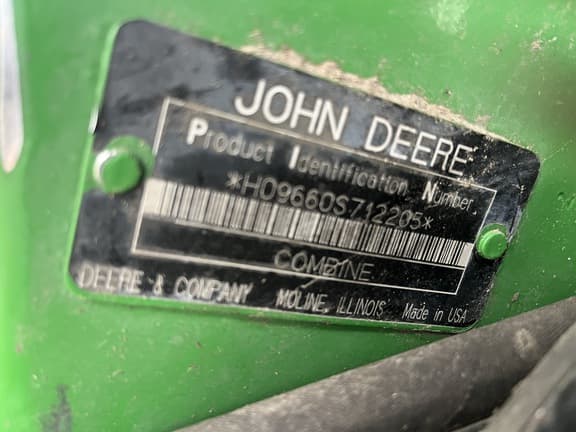 JOHN DEERE
Product Identification Number
*H09660S712205*
COMBINE
DEERE & COMPANY MOLINE, ILLINOIS Made in USA